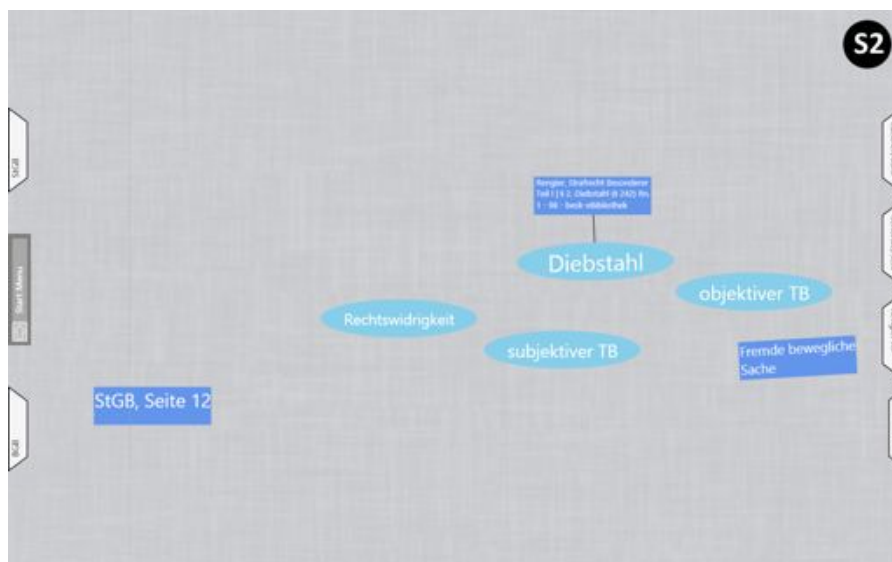 S2
StGB
Rengier, Strafrecht Besonderer
Teil I | § 2. Diebstahl (§ 242) Rn.
1 - 98 - beck-eBibliothek
Diebstahl
objektiver TB
Start Menu
Rechtswidrigkeit
subjektiver TB
Fremde bewegliche
Sache
StGB, Seite 12
BGB